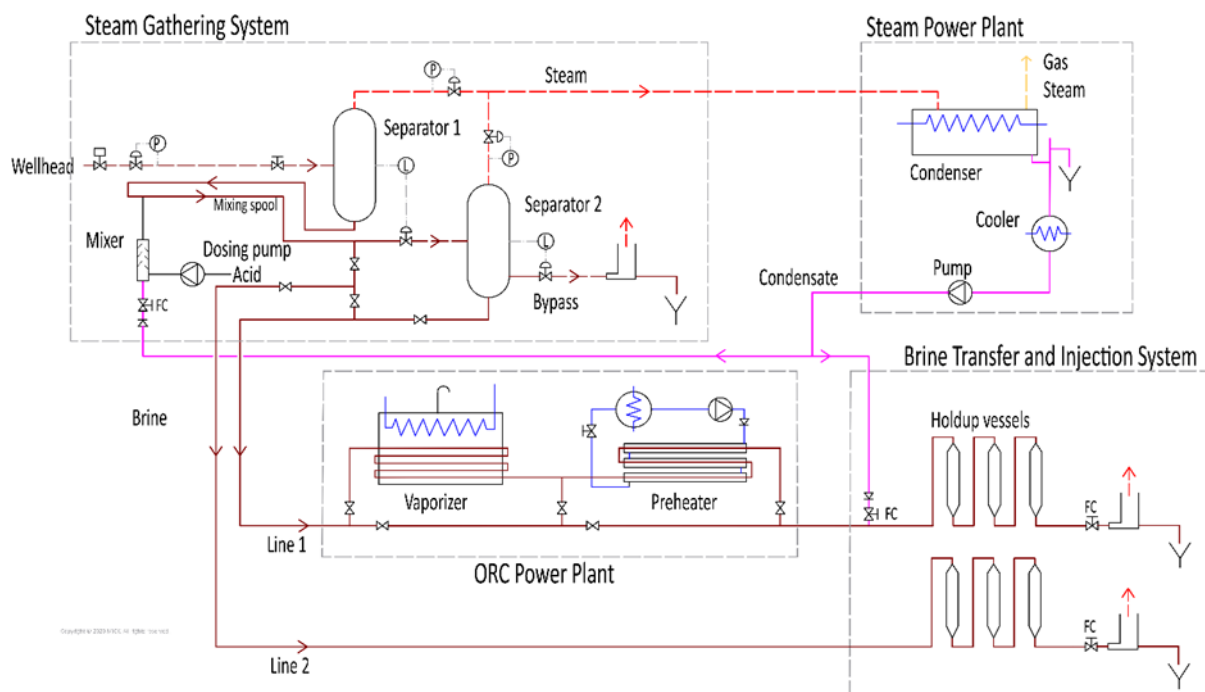 Steam Gathering System
Steam Power Plant
P
Steam
Gas
Steam
Separator 1
P
Wellhead
L
Condenser
Mixing spool
Separator 2
Mixer
Dosing pump
Acid
L
Cooler
FC
Bypass
Condensate
Pump
P
Brine Transfer and Injection System
Brine
Holdup vessels
Vaporizer
Preheater
FC
FC
Line 1
ORC Power Plant
FC
Line 2